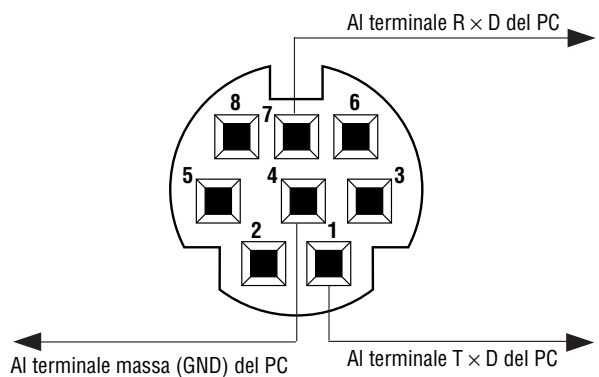 Al terminale R × D del PC
8 7 6
5 4 3
2 1
Al terminale massa (GND) del PC
Al terminale T × D del PC